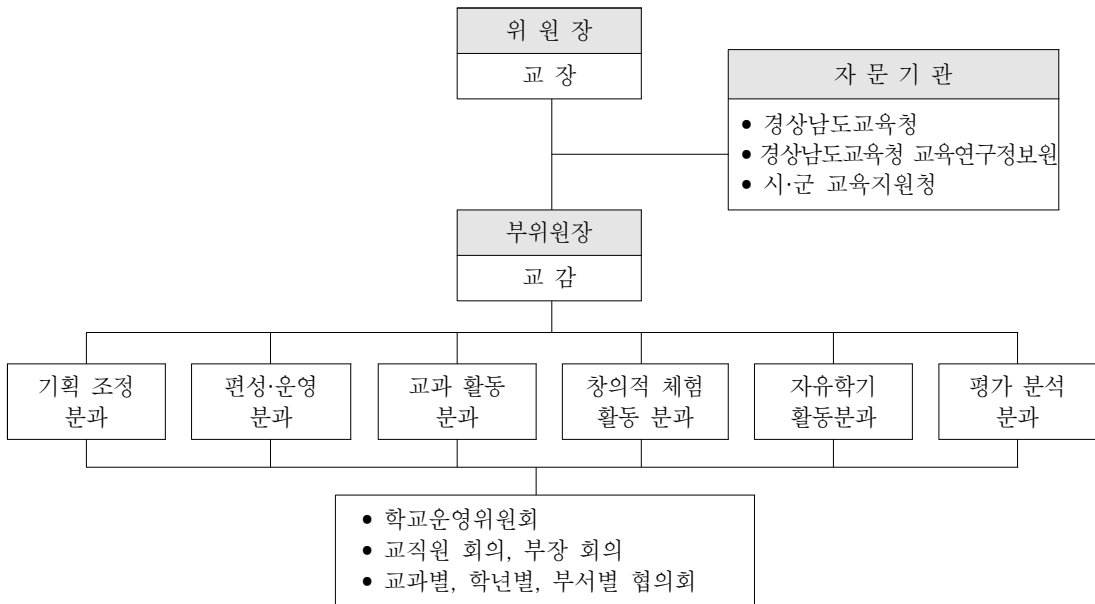 위 원 장
교 장
자 문 기 관
• 경상남도교육청
• 경상남도교육청 교육연구정보원
• 시·군 교육지원청
부위원장
교 감
기획 조정
분과
편성·운영
분과
교과 활동
분과
창의적 체험
활동 분과
자유학기
활동분과
평가 분석
분과
• 학교운영위원회
• 교직원 회의, 부장 회의
• 교과별, 학년별, 부서별 협의회